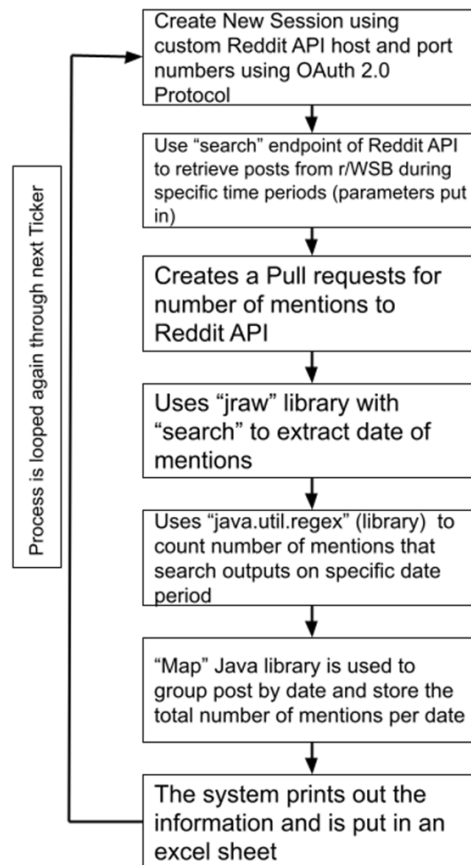 Create New Session using
custom Reddit API host and port
numbers using OAuth 2.0
Protocol
Use “search” endpoint of Reddit API
to retrieve posts from r/WSB during
specific time periods (parameters put
in)
Creates a Pull requests for
number of mentions to
Reddit API
Uses “jraw” library with
“search” to extract date of
mentions
Uses “java.util.regex” (library)  to
count number of mentions that
search outputs on specific date
period
“Map” Java library is used to
group post by date and store the
total number of mentions per date
The system prints out the
information and is put in an
excel sheet
Process is looped again through next Ticker